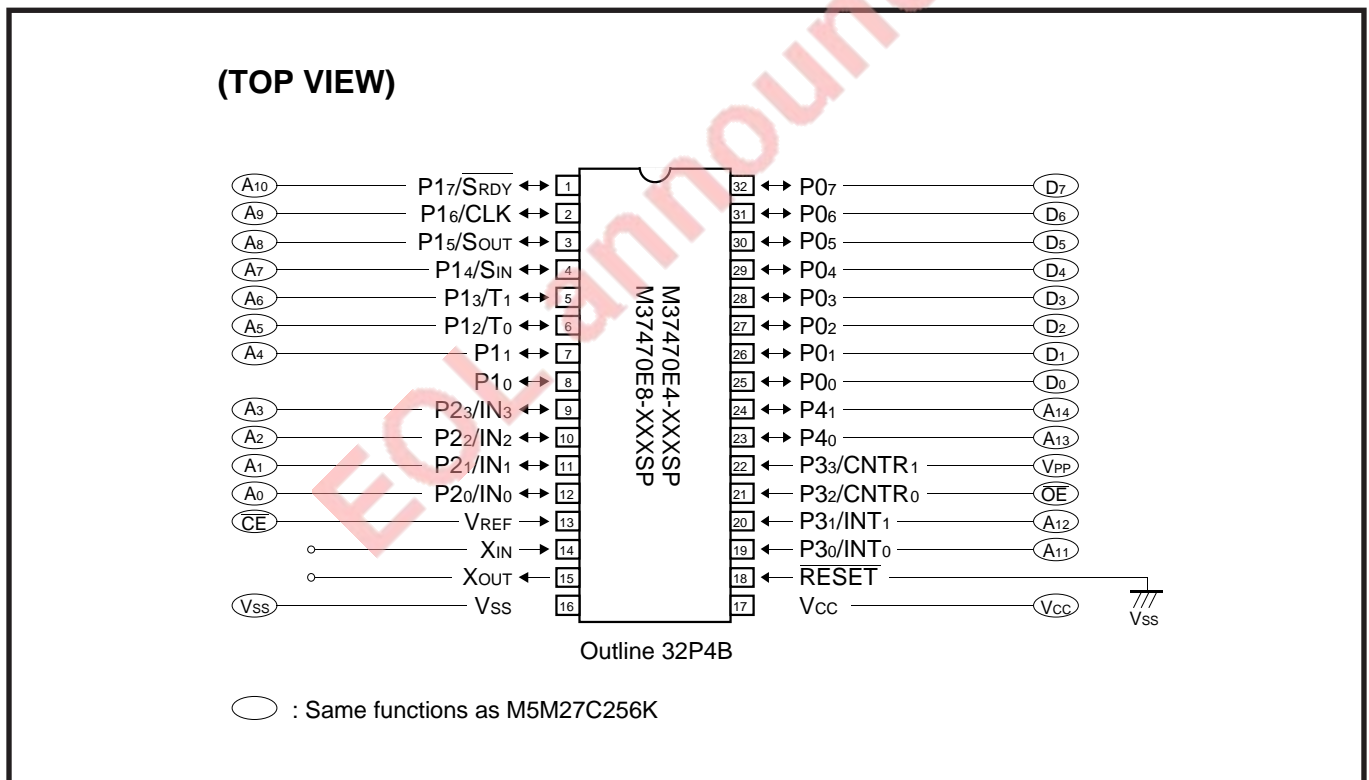 (TOP VIEW)
A10 P17/SRDY 1 32 P07 D7
A9 P16/CLK 2 31 P06 D6
A8 P15/SOUT 3 30 P05 D5
A7 P14/SIN 4 29 P04 D4
A6 P13/T1 5 28 P03 D3
A5 P12/T0 6 27 P02 D2
A4 P11 7 26 P01 D1
P10 8 25 P00 D0
A3 P23/IN3 9 24 P41 A14
A2 P22/IN2 10 23 P40 A13
A1 P21/IN1 11 22 P33/CNTR1 VPP
A0 P20/IN0 12 21 P32/CNTR0 OE
CE VREF 13 20 P31/INT1 A12
XIN 14 19 P30/INT0 A11
XOUT 15 18 RESET
VSS VSS 16 17 VCC VCC
VSS
M37470E4-XXXSP
M37470E8-XXXSP
Outline 32P4B
: Same functions as M5M27C256K
EOL announ